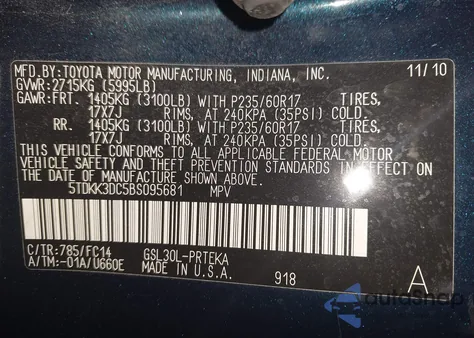 MFD.BY TOYOTA MOTOR MANUFACTURING, INDIANA, INC. 11/10
GVWR: 2715KG (5995LB)
GAWR: FRT. 1405KG (3100LB) WITH P235/60R17 TIRES,
17X7J RIMS, AT 240KPA (35PSI) COLD.
RR. 1405KG (3100LB) WITH P235/60R17 TIRES,
17X7J RIMS, AT 240KPA (35PSI) COLD.
THIS VEHICLE CONFORMS TO ALL APPLICABLE FEDERAL MOTOR
VEHICLE SAFETY AND THEFT PREVENTION STANDARDS IN EFFECT ON
THE DATE OF MANUFACTURE SHOWN ABOVE.
5TDKK3DC5BS095681 MPV
C/TR:785/FC14 GSL30L-PRTEKA
A/TM:-01A/U660E MADE IN U.S.A. 918 A